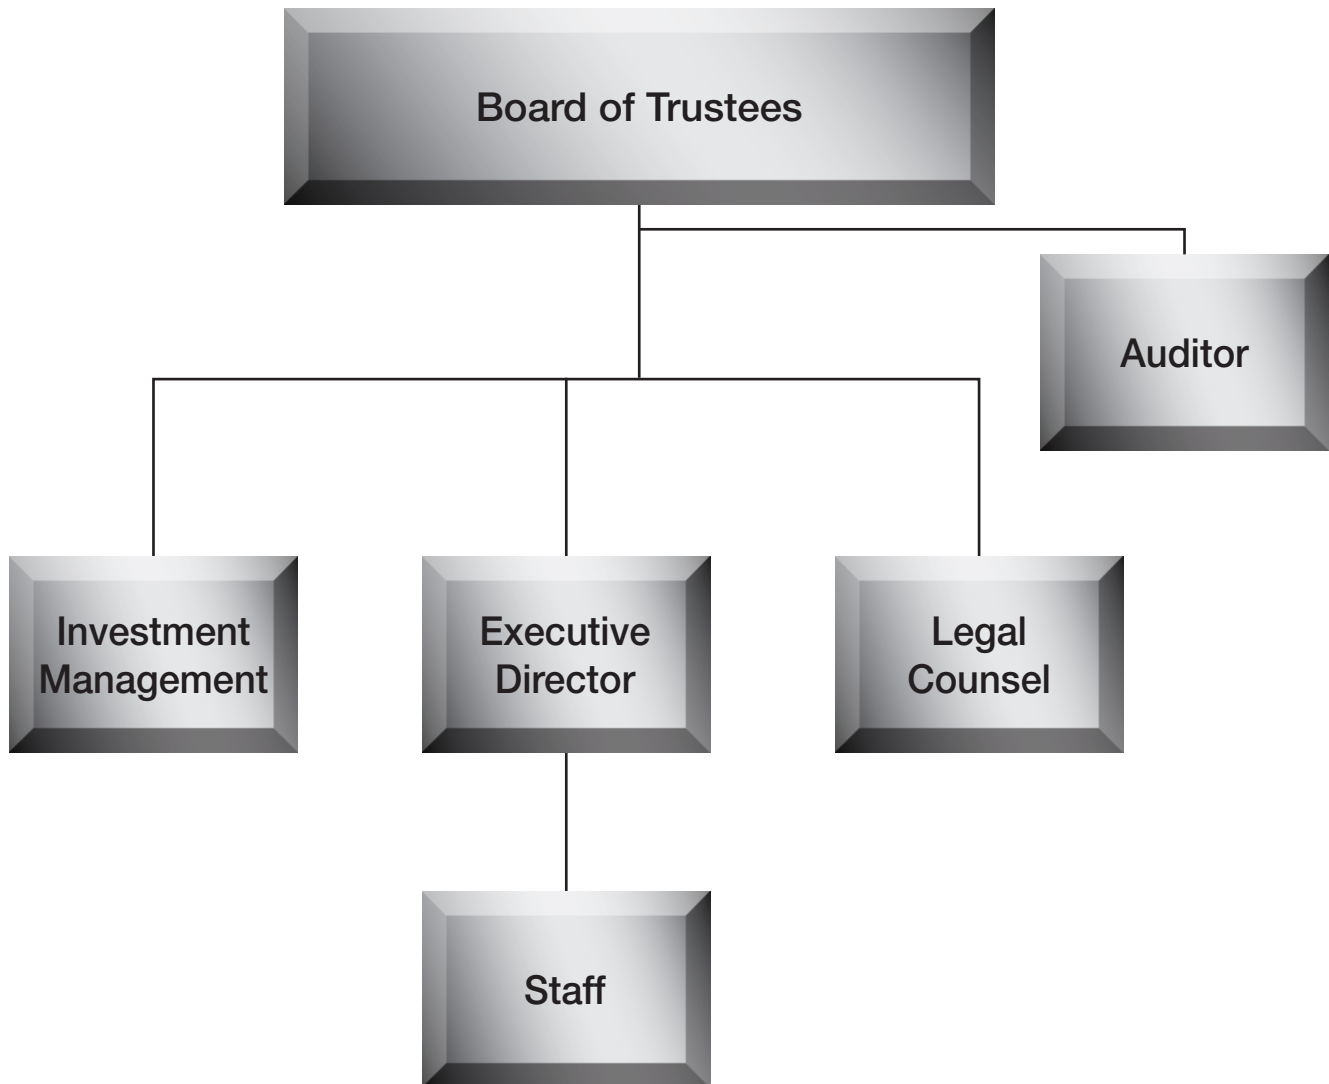 Board of Trustees
Auditor
Investment
Management
Executive
Director
Legal
Counsel
Staff